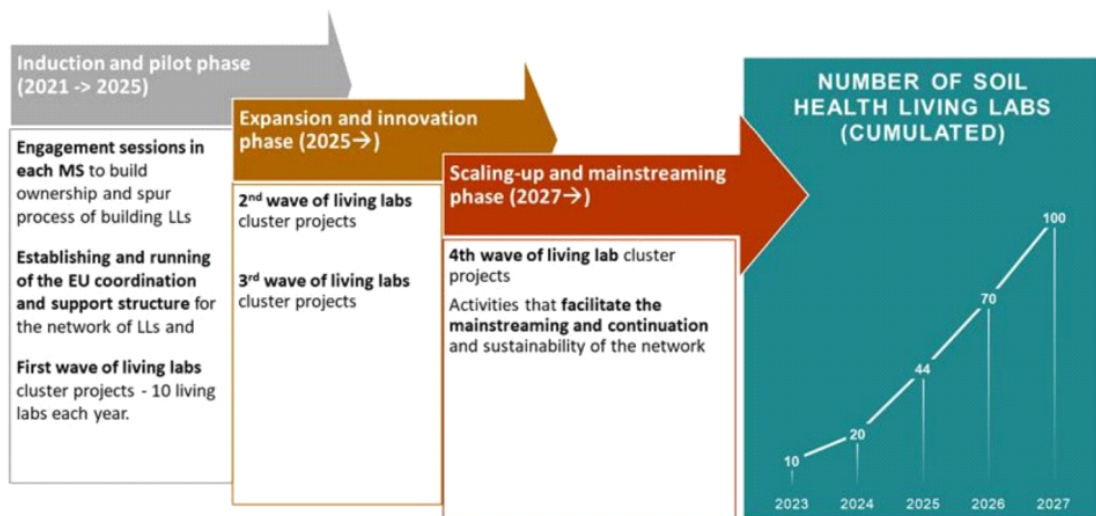 Induction and pilot phase
(2021 -> 2025)
Engagement sessions in
each MS to build
ownership and spur
process of building LLs
Establishing and running
of the EU coordination
and support structure for
the network of LLs and
First wave of living labs
cluster projects - 10 living
labs each year.
Expansion and innovation
phase (2025→)
2nd wave of living labs
cluster projects
3rd wave of living labs
cluster projects
Scaling-up and mainstreaming
phase (2027→)
4th wave of living lab cluster
projects
Activities that facilitate the
mainstreaming and continuation
and sustainability of the network
NUMBER OF SOIL
HEALTH LIVING LABS
(CUMULATED)
100
70
44
20
10
2023 2024 2025 2026 2027